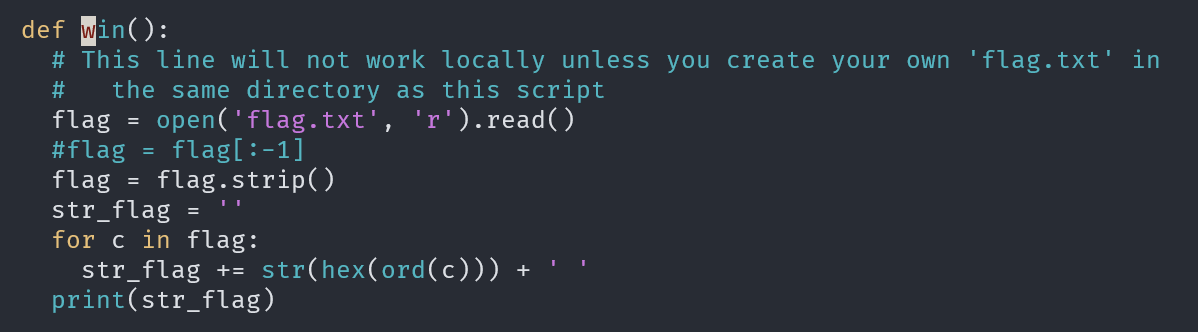 def win():
  # This line will not work locally unless you create your own 'flag.txt' in
  #   the same directory as this script
  flag = open('flag.txt', 'r').read()
  #flag = flag[:-1]
  flag = flag.strip()
  str_flag = ''
  for c in flag:
    str_flag += str(hex(ord(c))) + ' '
  print(str_flag)